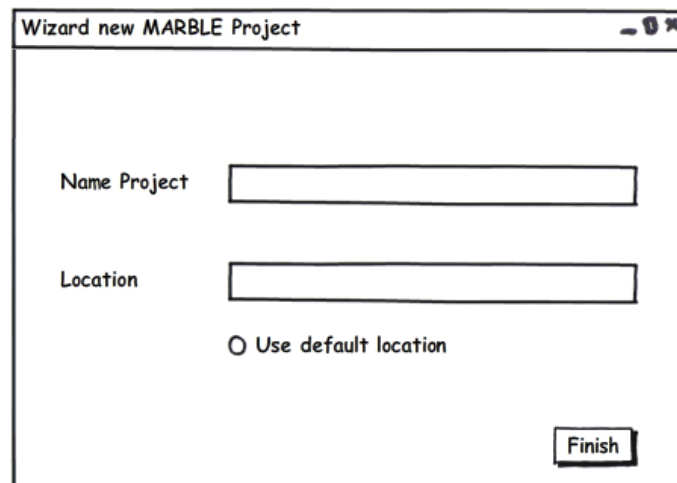 Wizard new MARBLE Project
Name Project
Location
Use default location
Finish